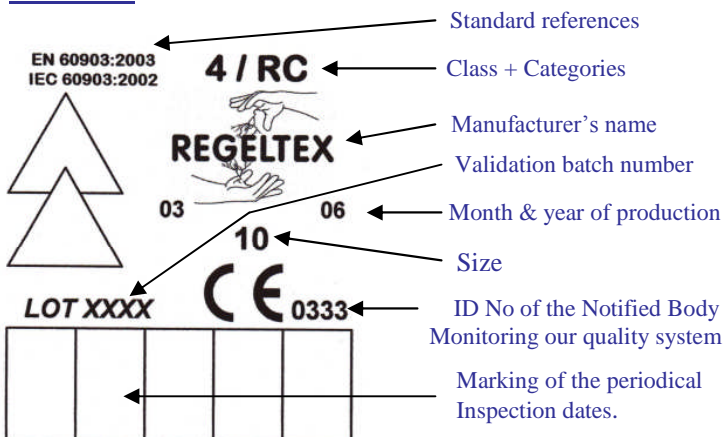 Standard references
EN 60903:2003
IEC 60903:2002
4 / RC
Class + Categories
REGELTEX
Manufacturer's name
Validation batch number
03 06
Month & year of production
10
Size
LOT XXXX
CE 0333
ID No of the Notified Body
Monitoring our quality system
Marking of the periodical
Inspection dates.